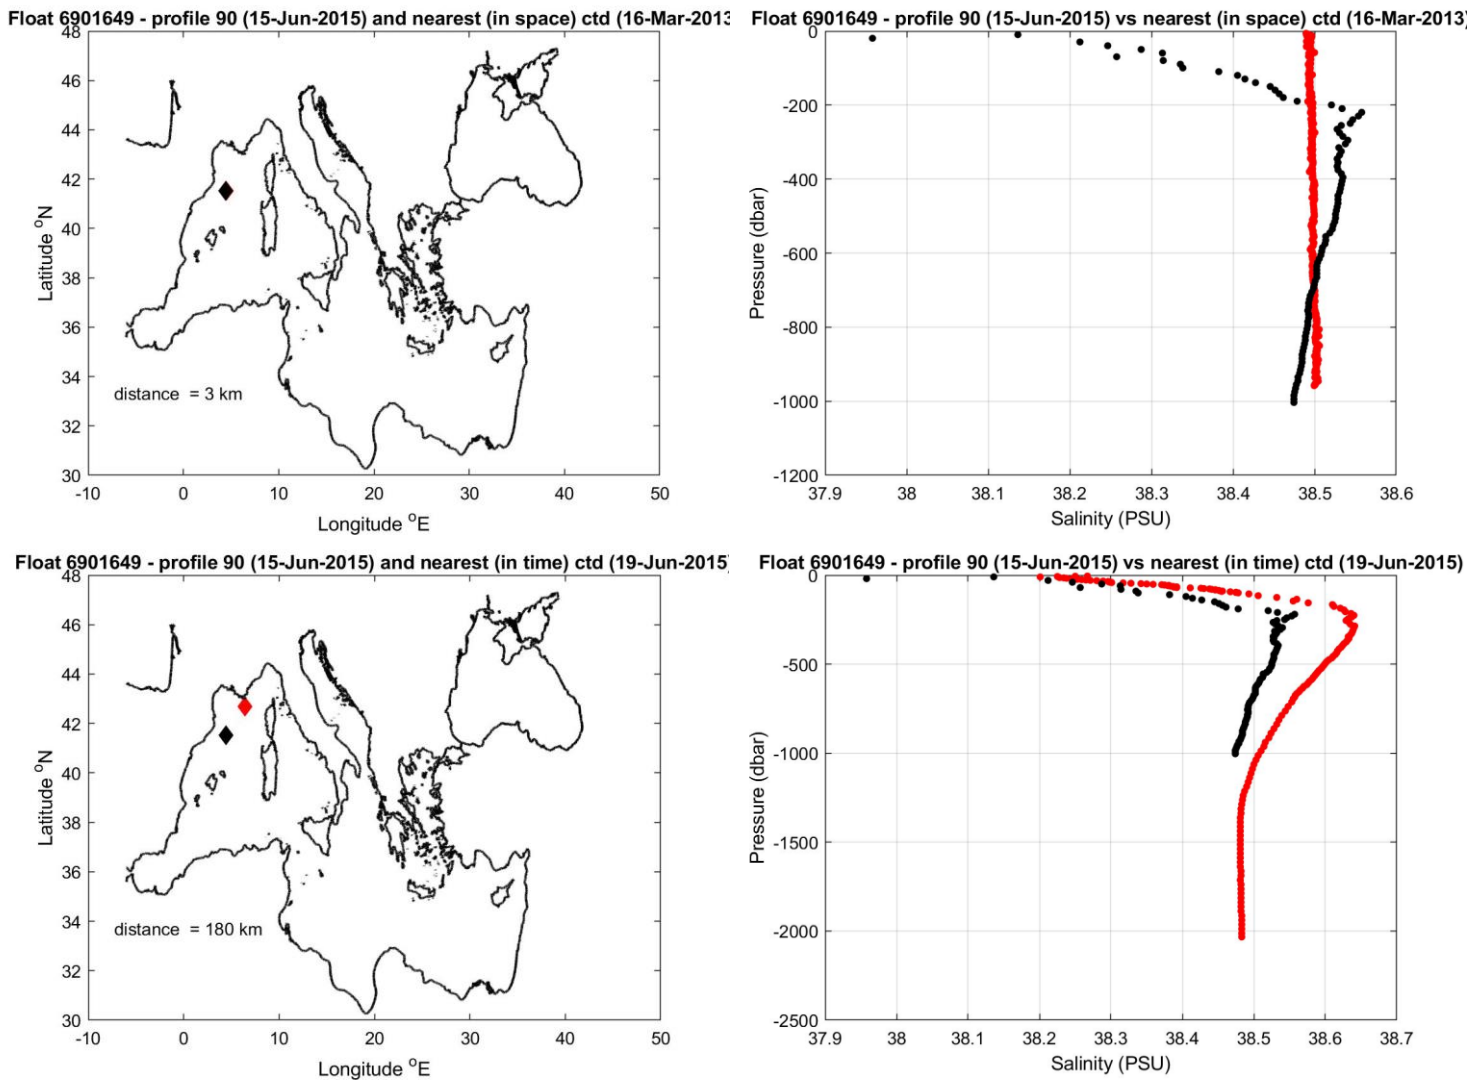 Float 6901649 - profile 90 (15-Jun-2015) and nearest (in space) ctd (16-Mar-2013
48
46
44
42
40
38
36
34
32
30
Latitude °N
distance = 3 km
-10 0 10 20 30 40 50
Longitude °E
Float 6901649 - profile 90 (15-Jun-2015) vs nearest (in space) ctd (16-Mar-2013)
0
-200
-400
-600
-800
-1000
-1200
Pressure (dbar)
37.9 38 38.1 38.2 38.3 38.4 38.5 38.6
Salinity (PSU)
Float 6901649 - profile 90 (15-Jun-2015) and nearest (in time) ctd (19-Jun-2015)
48
46
44
42
40
38
36
34
32
30
Latitude °N
distance = 180 km
-10 0 10 20 30 40 50
Longitude °E
Float 6901649 - profile 90 (15-Jun-2015) vs nearest (in time) ctd (19-Jun-2015)
0
-500
-1000
-1500
-2000
-2500
Pressure (dbar)
37.9 38 38.1 38.2 38.3 38.4 38.5 38.6 38.7
Salinity (PSU)